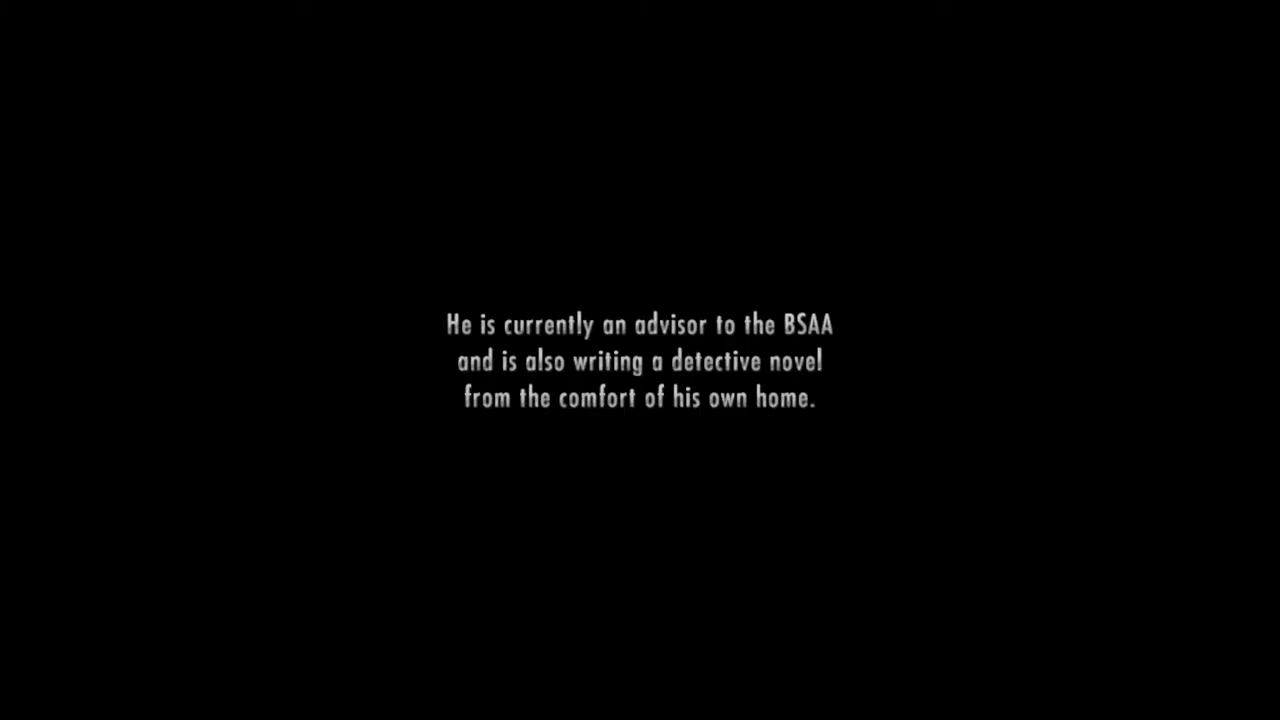 He is currently an advisor to the BSAA
and is also writing a detective novel
from the comfort of his own home.